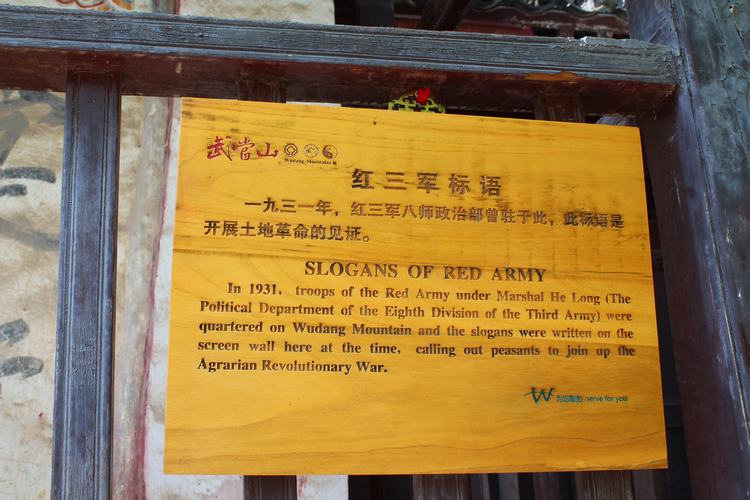 武當山
Wudang Mountains
红三军标语
一九三一年，红三军八师政治部曾驻于此，此标语是
开展土地革命的见证。
SLOGANS OF RED ARMY
In 1931, troops of the Red Army under Marshal He Long (The
Political Department of the Eighth Division of the Third Army) were
quartered on Wudang Mountain and the slogans were written on the
screen wall here at the time, calling out peasants to join up the
Agrarian Revolutionary War.
为您服务 serve for you